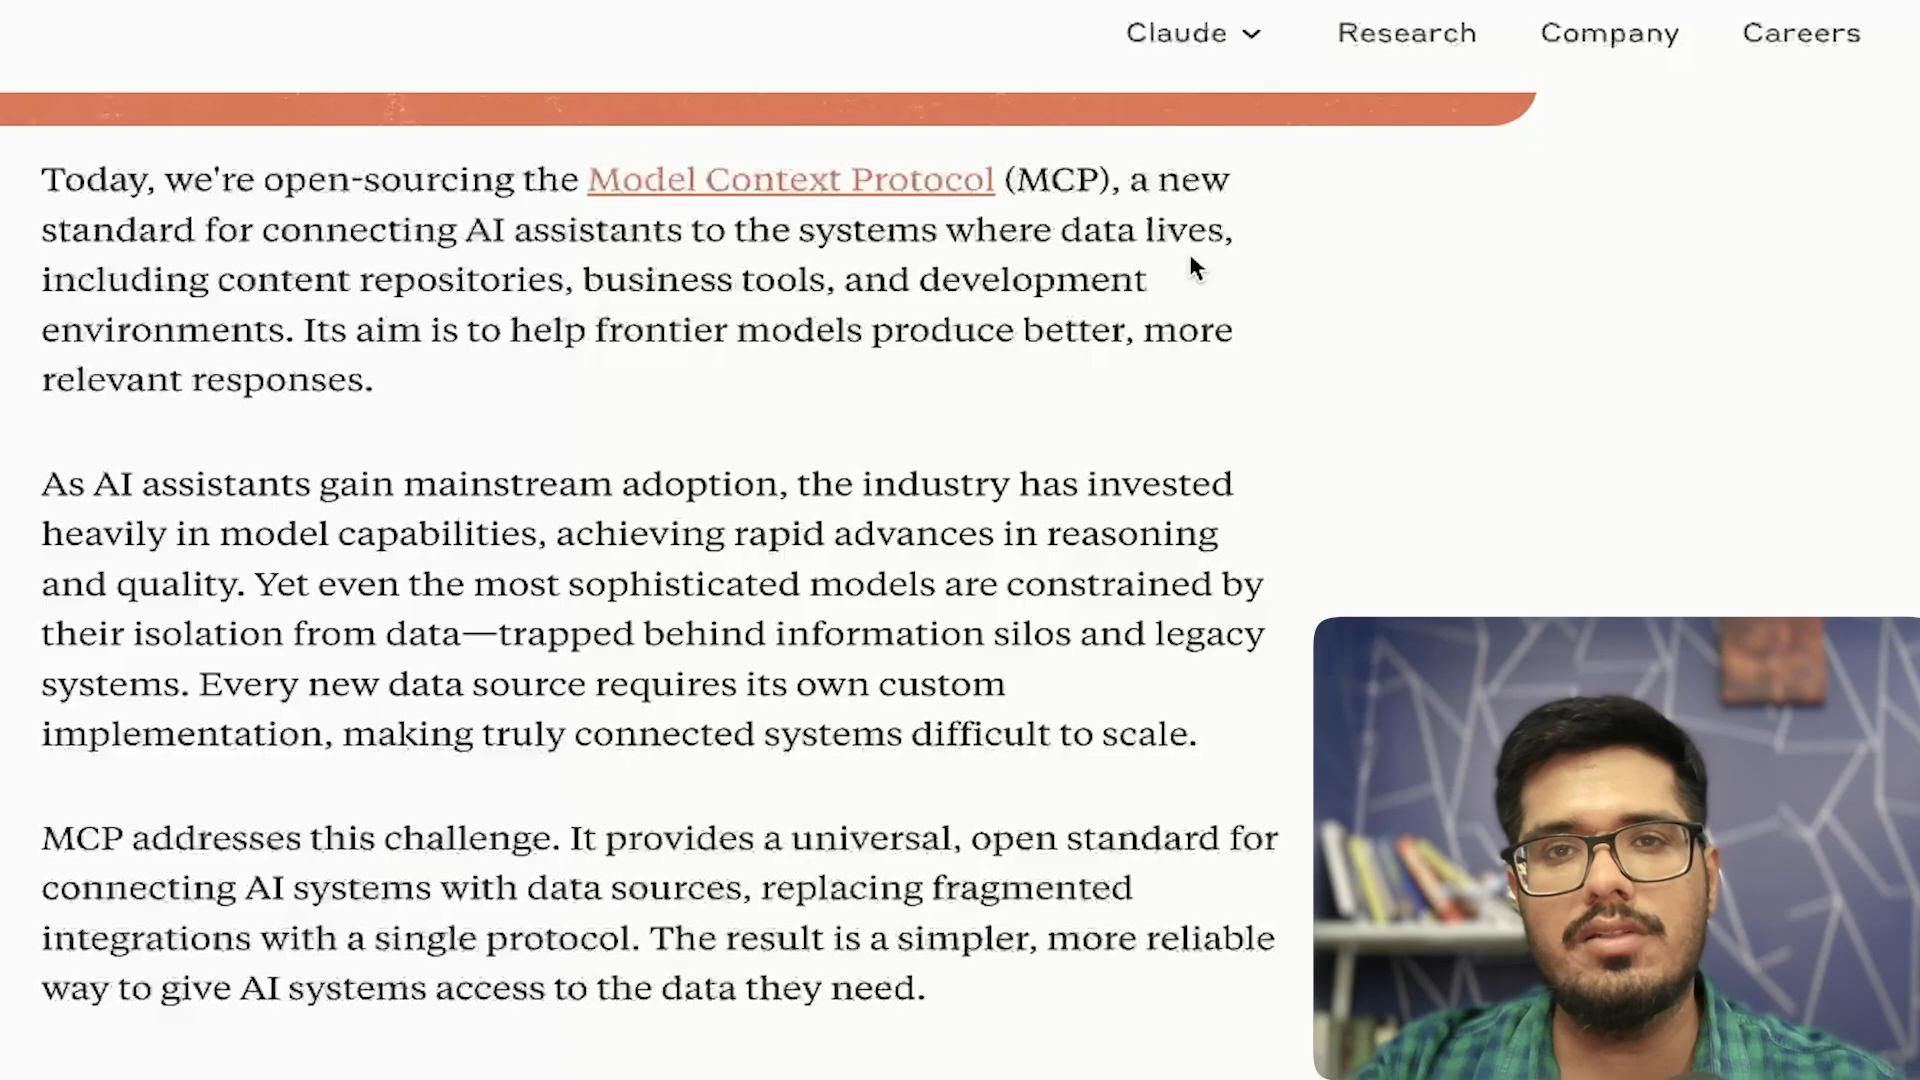 Claude Research Company Careers
Today, we're open-sourcing the Model Context Protocol (MCP), a new
standard for connecting AI assistants to the systems where data lives,
including content repositories, business tools, and development
environments. Its aim is to help frontier models produce better, more
relevant responses.
As AI assistants gain mainstream adoption, the industry has invested
heavily in model capabilities, achieving rapid advances in reasoning
and quality. Yet even the most sophisticated models are constrained by
their isolation from data—trapped behind information silos and legacy
systems. Every new data source requires its own custom
implementation, making truly connected systems difficult to scale.
MCP addresses this challenge. It provides a universal, open standard for
connecting AI systems with data sources, replacing fragmented
integrations with a single protocol. The result is a simpler, more reliable
way to give AI systems access to the data they need.